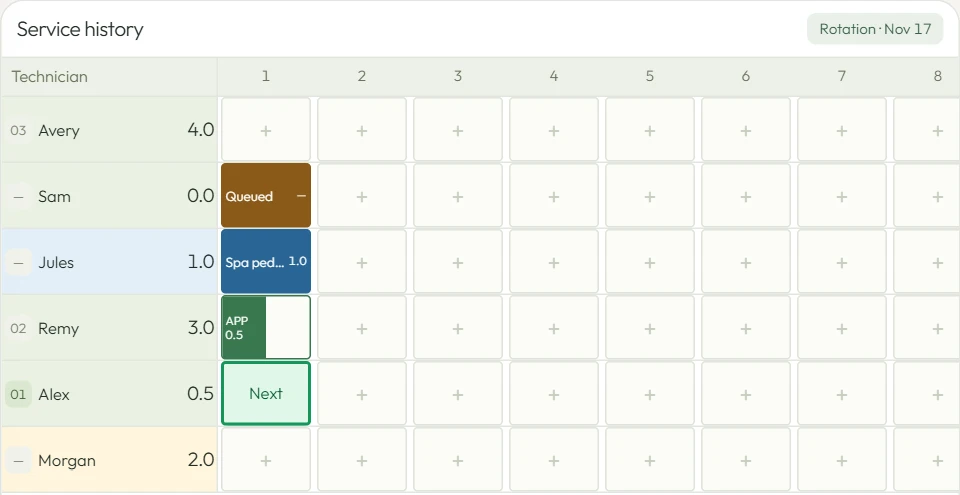 Service history
Rotation · Nov 17
Technician 1 2 3 4 5 6 7 8
03 Avery 4.0 + + + + + + + +
— Sam 0.0 Queued — + + + + + + +
— Jules 1.0 Spa ped... 1.0 + + + + + + +
02 Remy 3.0 APP 0.5 + + + + + + +
01 Alex 0.5 Next + + + + + + +
— Morgan 2.0 + + + + + + + +